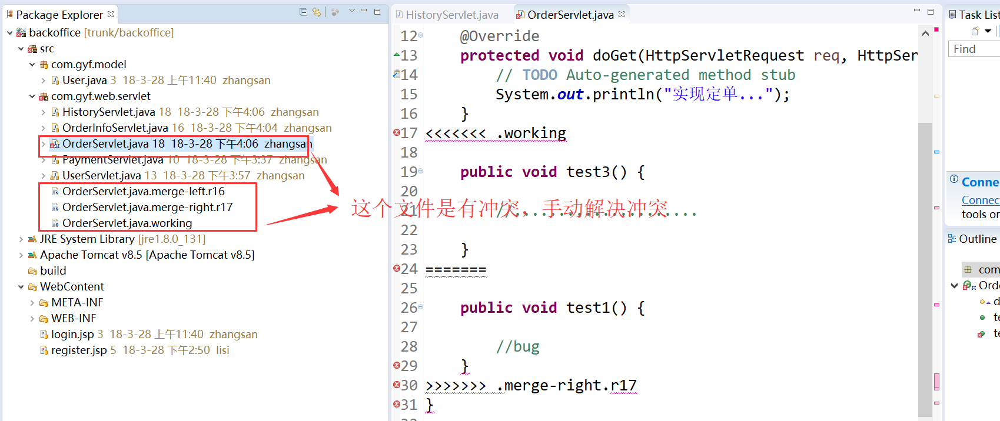 Package Explorer
backoffice [trunk/backoffice]
src
com.gyf.model
User.java 3 18-3-28 上午11:40 zhangsan
com.gyf.web.servlet
HistoryServlet.java 18 18-3-28 下午4:06 zhangsan
OrderInfoServlet.java 16 18-3-28 下午4:04 zhangsan
OrderServlet.java 18 18-3-28 下午4:06 zhangsan
PaymentServlet.java 10 18-3-28 下午3:37 zhangsan
UserServlet.java 13 18-3-28 下午3:57 zhangsan
OrderServlet.java.merge-left.r16
OrderServlet.java.merge-right.r17
OrderServlet.java.working
JRE System Library [jre1.8.0_131]
Apache Tomcat v8.5 [Apache Tomcat v8.5]
build
WebContent
META-INF
WEB-INF
login.jsp 3 18-3-28 上午11:40 zhangsan
register.jsp 5 18-3-28 下午2:50 lisi
HistoryServlet.java
OrderServlet.java
12 @Override
13 protected void doGet(HttpServletRequest req, HttpSer
14 // TODO Auto-generated method stub
15 System.out.println("实现定单...");
16 }
17 <<<<<<< .working
18
19 public void test3() {
20
21 //....................
这个文件是有冲突，手动解决冲突
22
23 }
24 =======
25
26 public void test1() {
27
28 //bug
29 }
30 >>>>>>> .merge-right.r17
31 }
Task List
Find
Conne
Connect
tools or
Outline
com
Orde
d
te
te